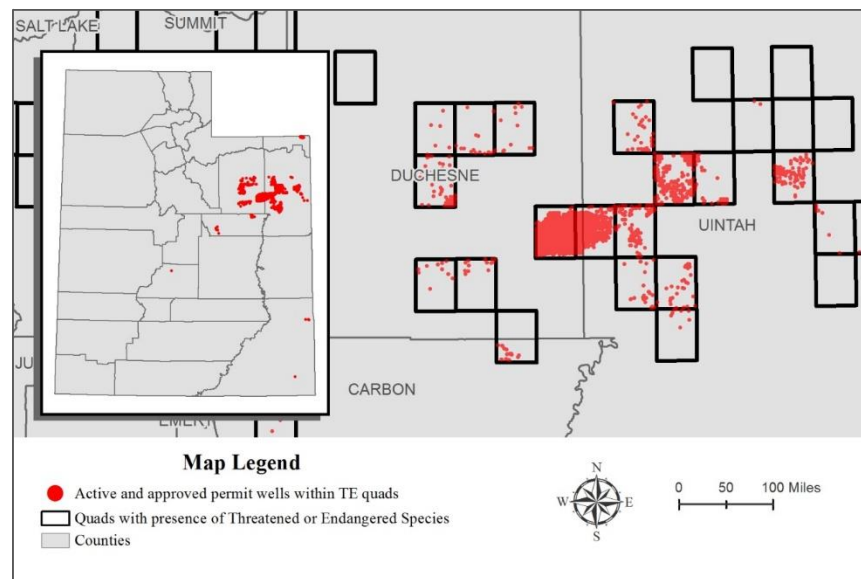 SALT LAKE
SUMMIT
DUCHESNE
UINTAH
CARBON
EMERY
Map Legend
Active and approved permit wells within TE quads
Quads with presence of Threatened or Endangered Species
Counties
N
W
E
S
0 50 100 Miles